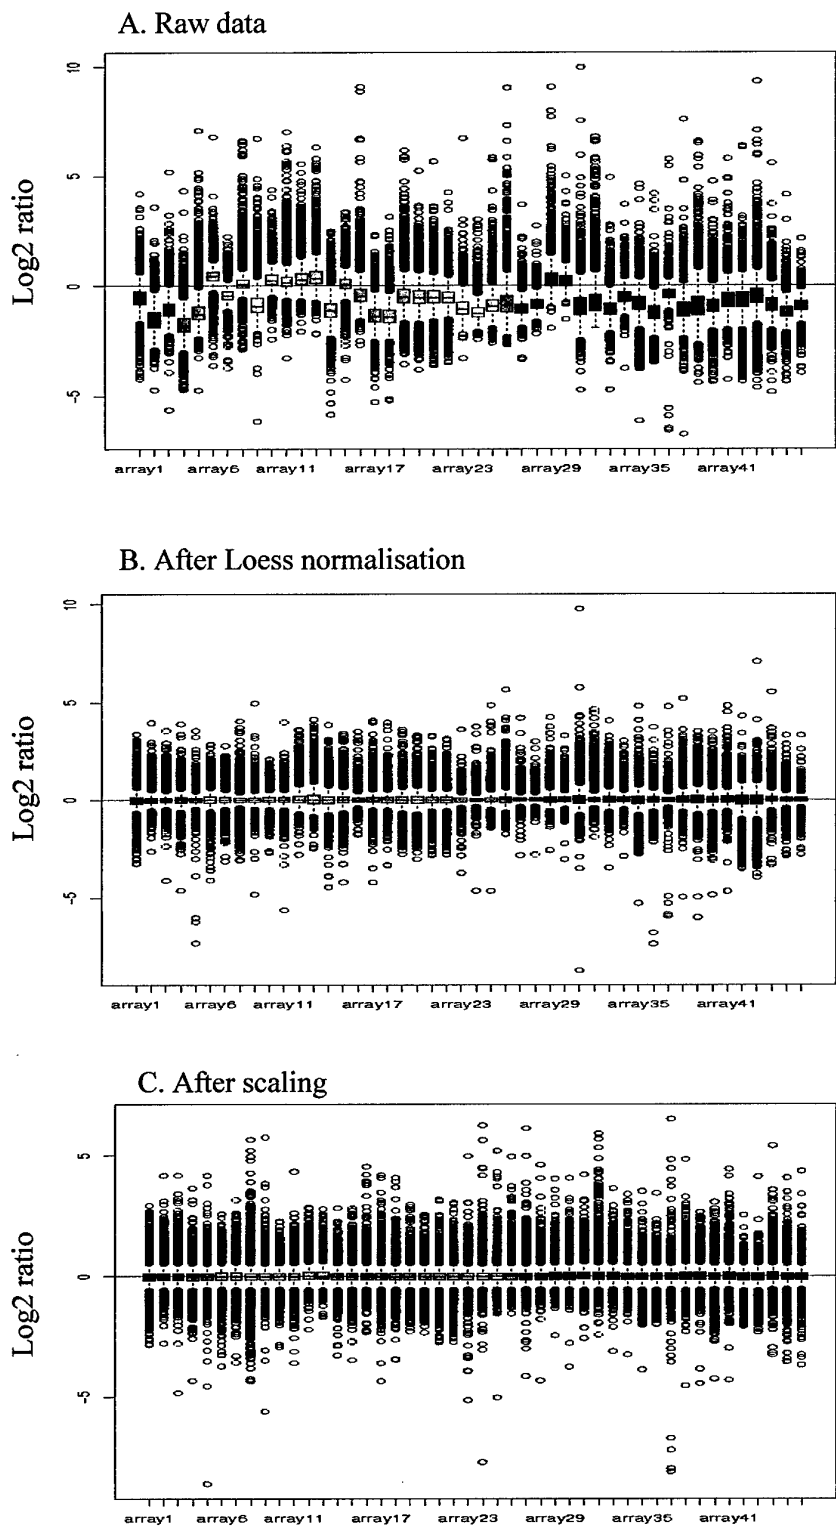 A. Raw data
Log2 ratio
10
5
0
-5
array1 array6 array11 array17 array23 array29 array35 array41
B. After Loess normalisation
Log2 ratio
10
5
0
-5
array1 array6 array11 array17 array23 array29 array35 array41
C. After scaling
Log2 ratio
5
0
-5
array1 array6 array11 array17 array23 array29 array35 array41